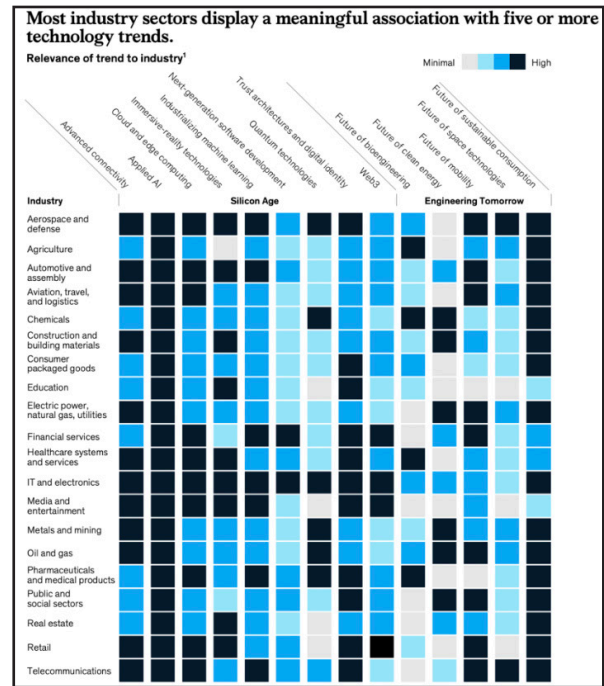 Most industry sectors display a meaningful association with five or more
technology trends.
Relevance of trend to industry¹
Minimal
High
Advanced connectivity
Applied AI
Cloud and edge computing
Immersive-reality technologies
Industrializing machine learning
Next-generation software development
Quantum technologies
Trust architectures and digital identity
Web3
Future of bioengineering
Future of clean energy
Future of mobility
Future of space technologies
Future of sustainable consumption
Industry
Silicon Age
Engineering Tomorrow
Aerospace and
defense
Agriculture
Automotive and
assembly
Aviation, travel,
and logistics
Chemicals
Construction and
building materials
Consumer
packaged goods
Education
Electric power,
natural gas, utilities
Financial services
Healthcare systems
and services
IT and electronics
Media and
entertainment
Metals and mining
Oil and gas
Pharmaceuticals
and medical products
Public and
social sectors
Real estate
Retail
Telecommunications